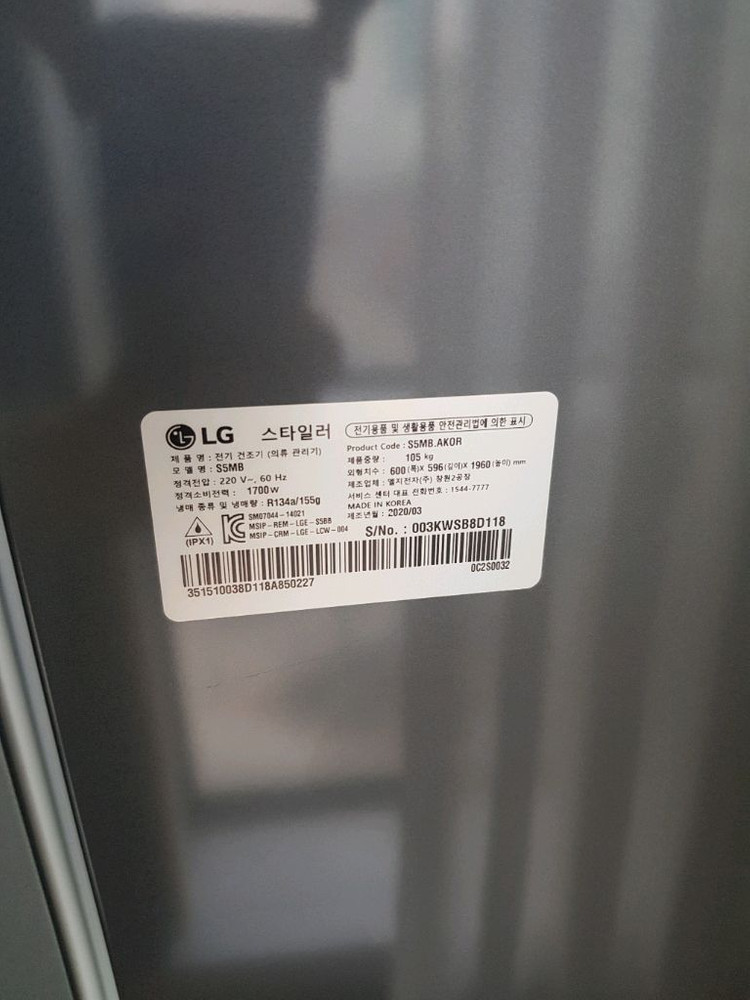 LG 스타일러
전기용품 및 생활용품 안전관리법에 의한 표시
제 품 명 : 전기 건조기 (의류 관리기)
모 델 명 : S5MB
정격전압 : 220 V~, 60 Hz
정격소비전력 : 1700W
냉매 종류 및 냉매량 : R134a/155g
(IPX1)
SM07044-14021
MSIP-REM-LGE-S5BB
MSIP-CRM-LGE-LCW-004
Product Code : S5MB.AKOR
제품중량 : 105 kg
외형치수 : 600 (폭)X 596(깊이)X 1960(높이) mm
제조업체 : 엘지전자(주) 창원2공장
서비스 센터 대표 전화번호 : 1544-7777
MADE IN KOREA
제조년월 : 2020/03
S/No. : 003KWSB8D118
351510038D118A850227
0C2S0032